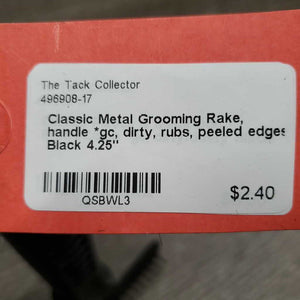 The Tack Collector
496908-17
Classic Metal Grooming Rake,
handle *gc, dirty, rubs, peeled edges
Black 4.25"
QSBWL3
$2.40